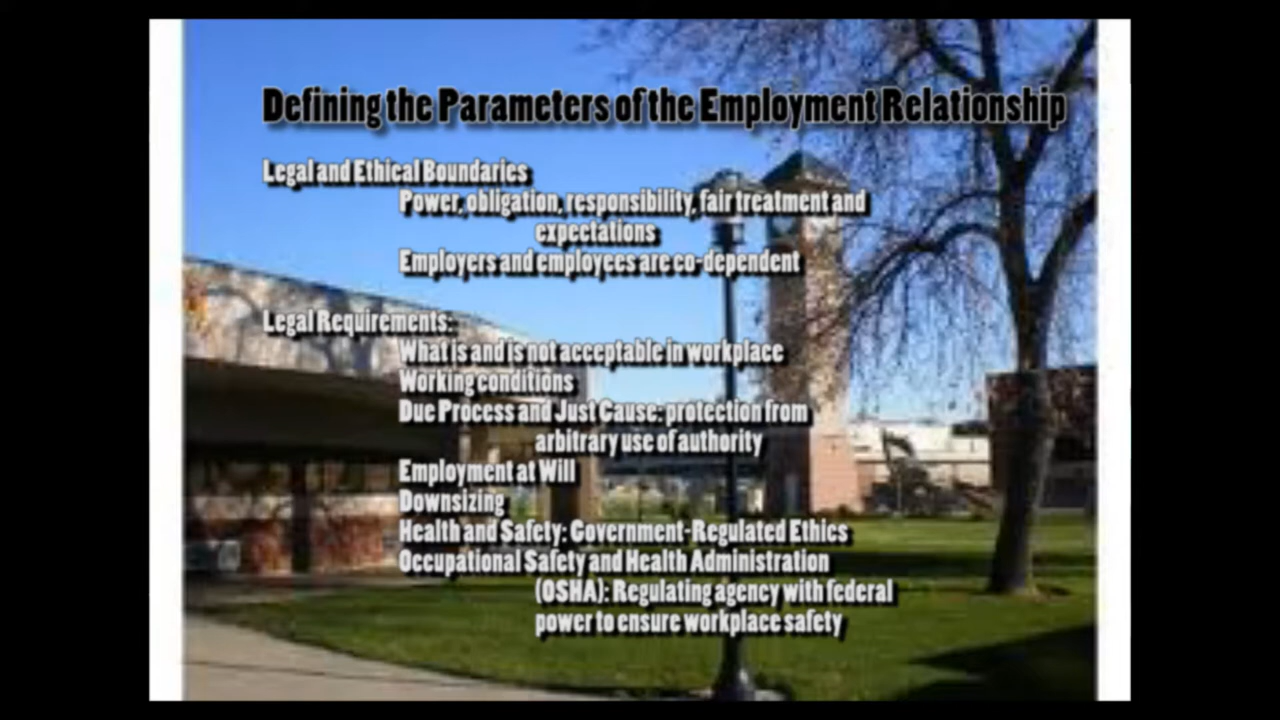 Defining the Parameters of the Employment Relationship
Legal and Ethical Boundaries
Power, obligation, responsibility, fair treatment and
expectations
Employers and employees are co-dependent
Legal Requirements:
What is and is not acceptable in workplace
Working conditions
Due Process and Just Cause: protection from
arbitrary use of authority
Employment at Will
Downsizing
Health and Safety: Government-Regulated Ethics
Occupational Safety and Health Administration
(OSHA): Regulating agency with federal
power to ensure workplace safety